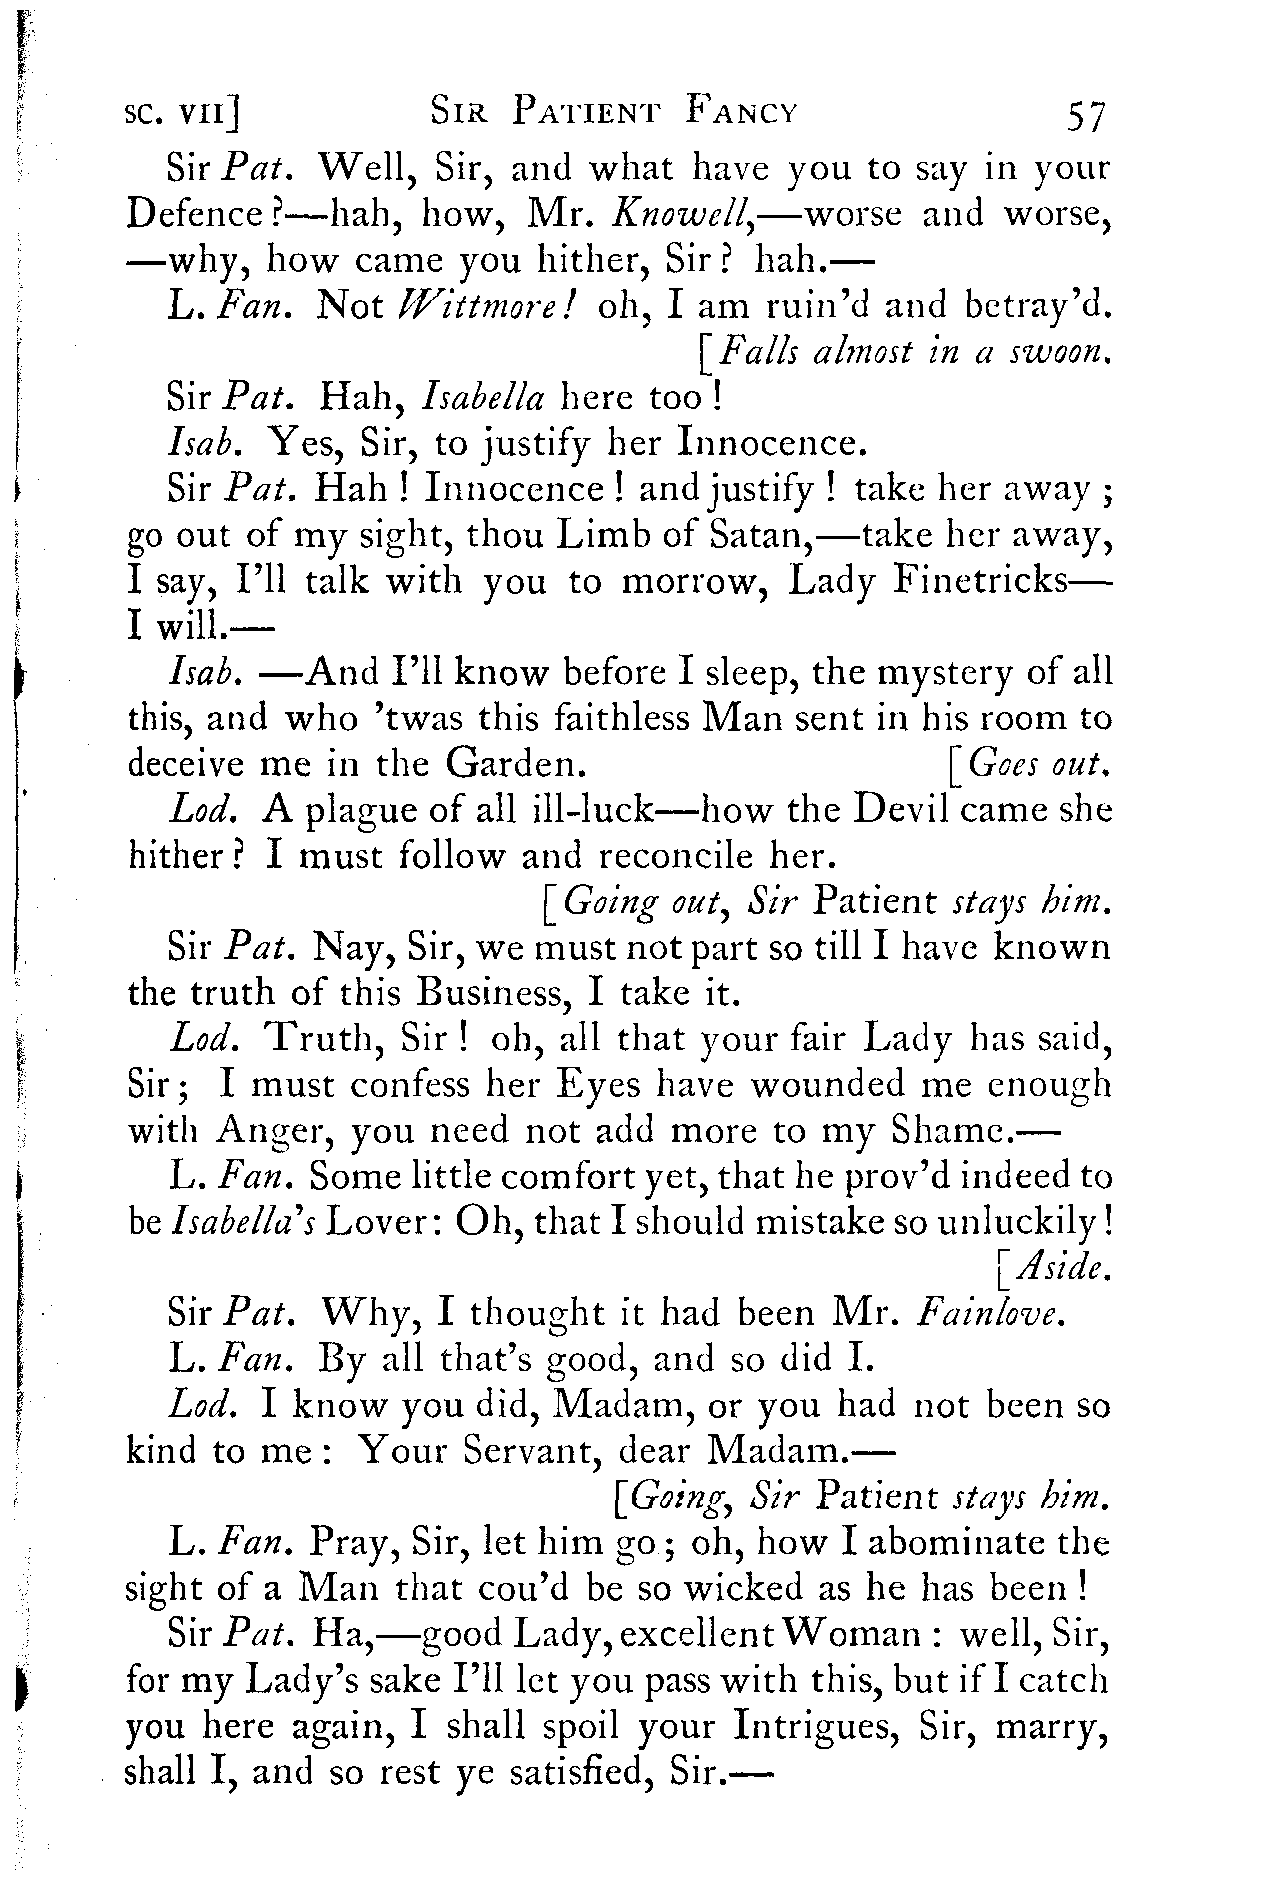 SC. VII] SIR PATIENT FANCY 57
Sir Pat. Well, Sir, and what have you to say in your
Defence?—hah, how, Mr. Knowell,—worse and worse,
—why, how came you hither, Sir? hah.—
L. Fan. Not Wittmore! oh, I am ruin'd and betray'd.
[Falls almost in a swoon.
Sir Pat. Hah, Isabella here too!
Isab. Yes, Sir, to justify her Innocence.
Sir Pat. Hah! Innocence! and justify! take her away;
go out of my sight, thou Limb of Satan,—take her away,
I say, I'll talk with you to morrow, Lady Finetricks—
I will.—
Isab. —And I'll know before I sleep, the mystery of all
this, and who 'twas this faithless Man sent in his room to
deceive me in the Garden. [Goes out.
Lod. A plague of all ill-luck—how the Devil came she
hither? I must follow and reconcile her.
[Going out, Sir Patient stays him.
Sir Pat. Nay, Sir, we must not part so till I have known
the truth of this Business, I take it.
Lod. Truth, Sir! oh, all that your fair Lady has said,
Sir; I must confess her Eyes have wounded me enough
with Anger, you need not add more to my Shame.—
L. Fan. Some little comfort yet, that he prov'd indeed to
be Isabella's Lover: Oh, that I should mistake so unluckily!
[Aside.
Sir Pat. Why, I thought it had been Mr. Fainlove.
L. Fan. By all that's good, and so did I.
Lod. I know you did, Madam, or you had not been so
kind to me: Your Servant, dear Madam.—
[Going, Sir Patient stays him.
L. Fan. Pray, Sir, let him go; oh, how I abominate the
sight of a Man that cou'd be so wicked as he has been!
Sir Pat. Ha,—good Lady, excellent Woman: well, Sir,
for my Lady's sake I'll let you pass with this, but if I catch
you here again, I shall spoil your Intrigues, Sir, marry,
shall I, and so rest ye satisfied, Sir.—